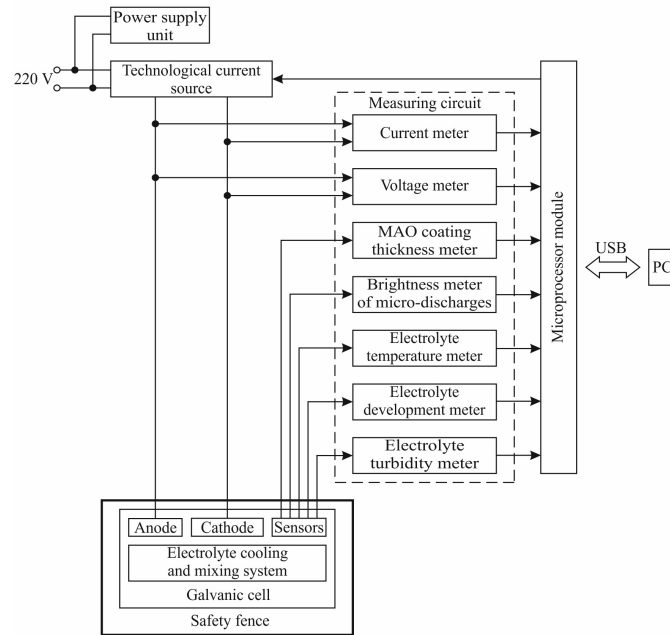 Power supply
unit
220 V
Technological current
source
Measuring circuit
Current meter
Voltage meter
MAO coating
thickness meter
Brightness meter
of micro-discharges
Electrolyte
temperature meter
Electrolyte
development meter
Electrolyte
turbidity meter
Microprocessor module
USB
PC
Anode
Cathode
Sensors
Electrolyte cooling
and mixing system
Galvanic cell
Safety fence